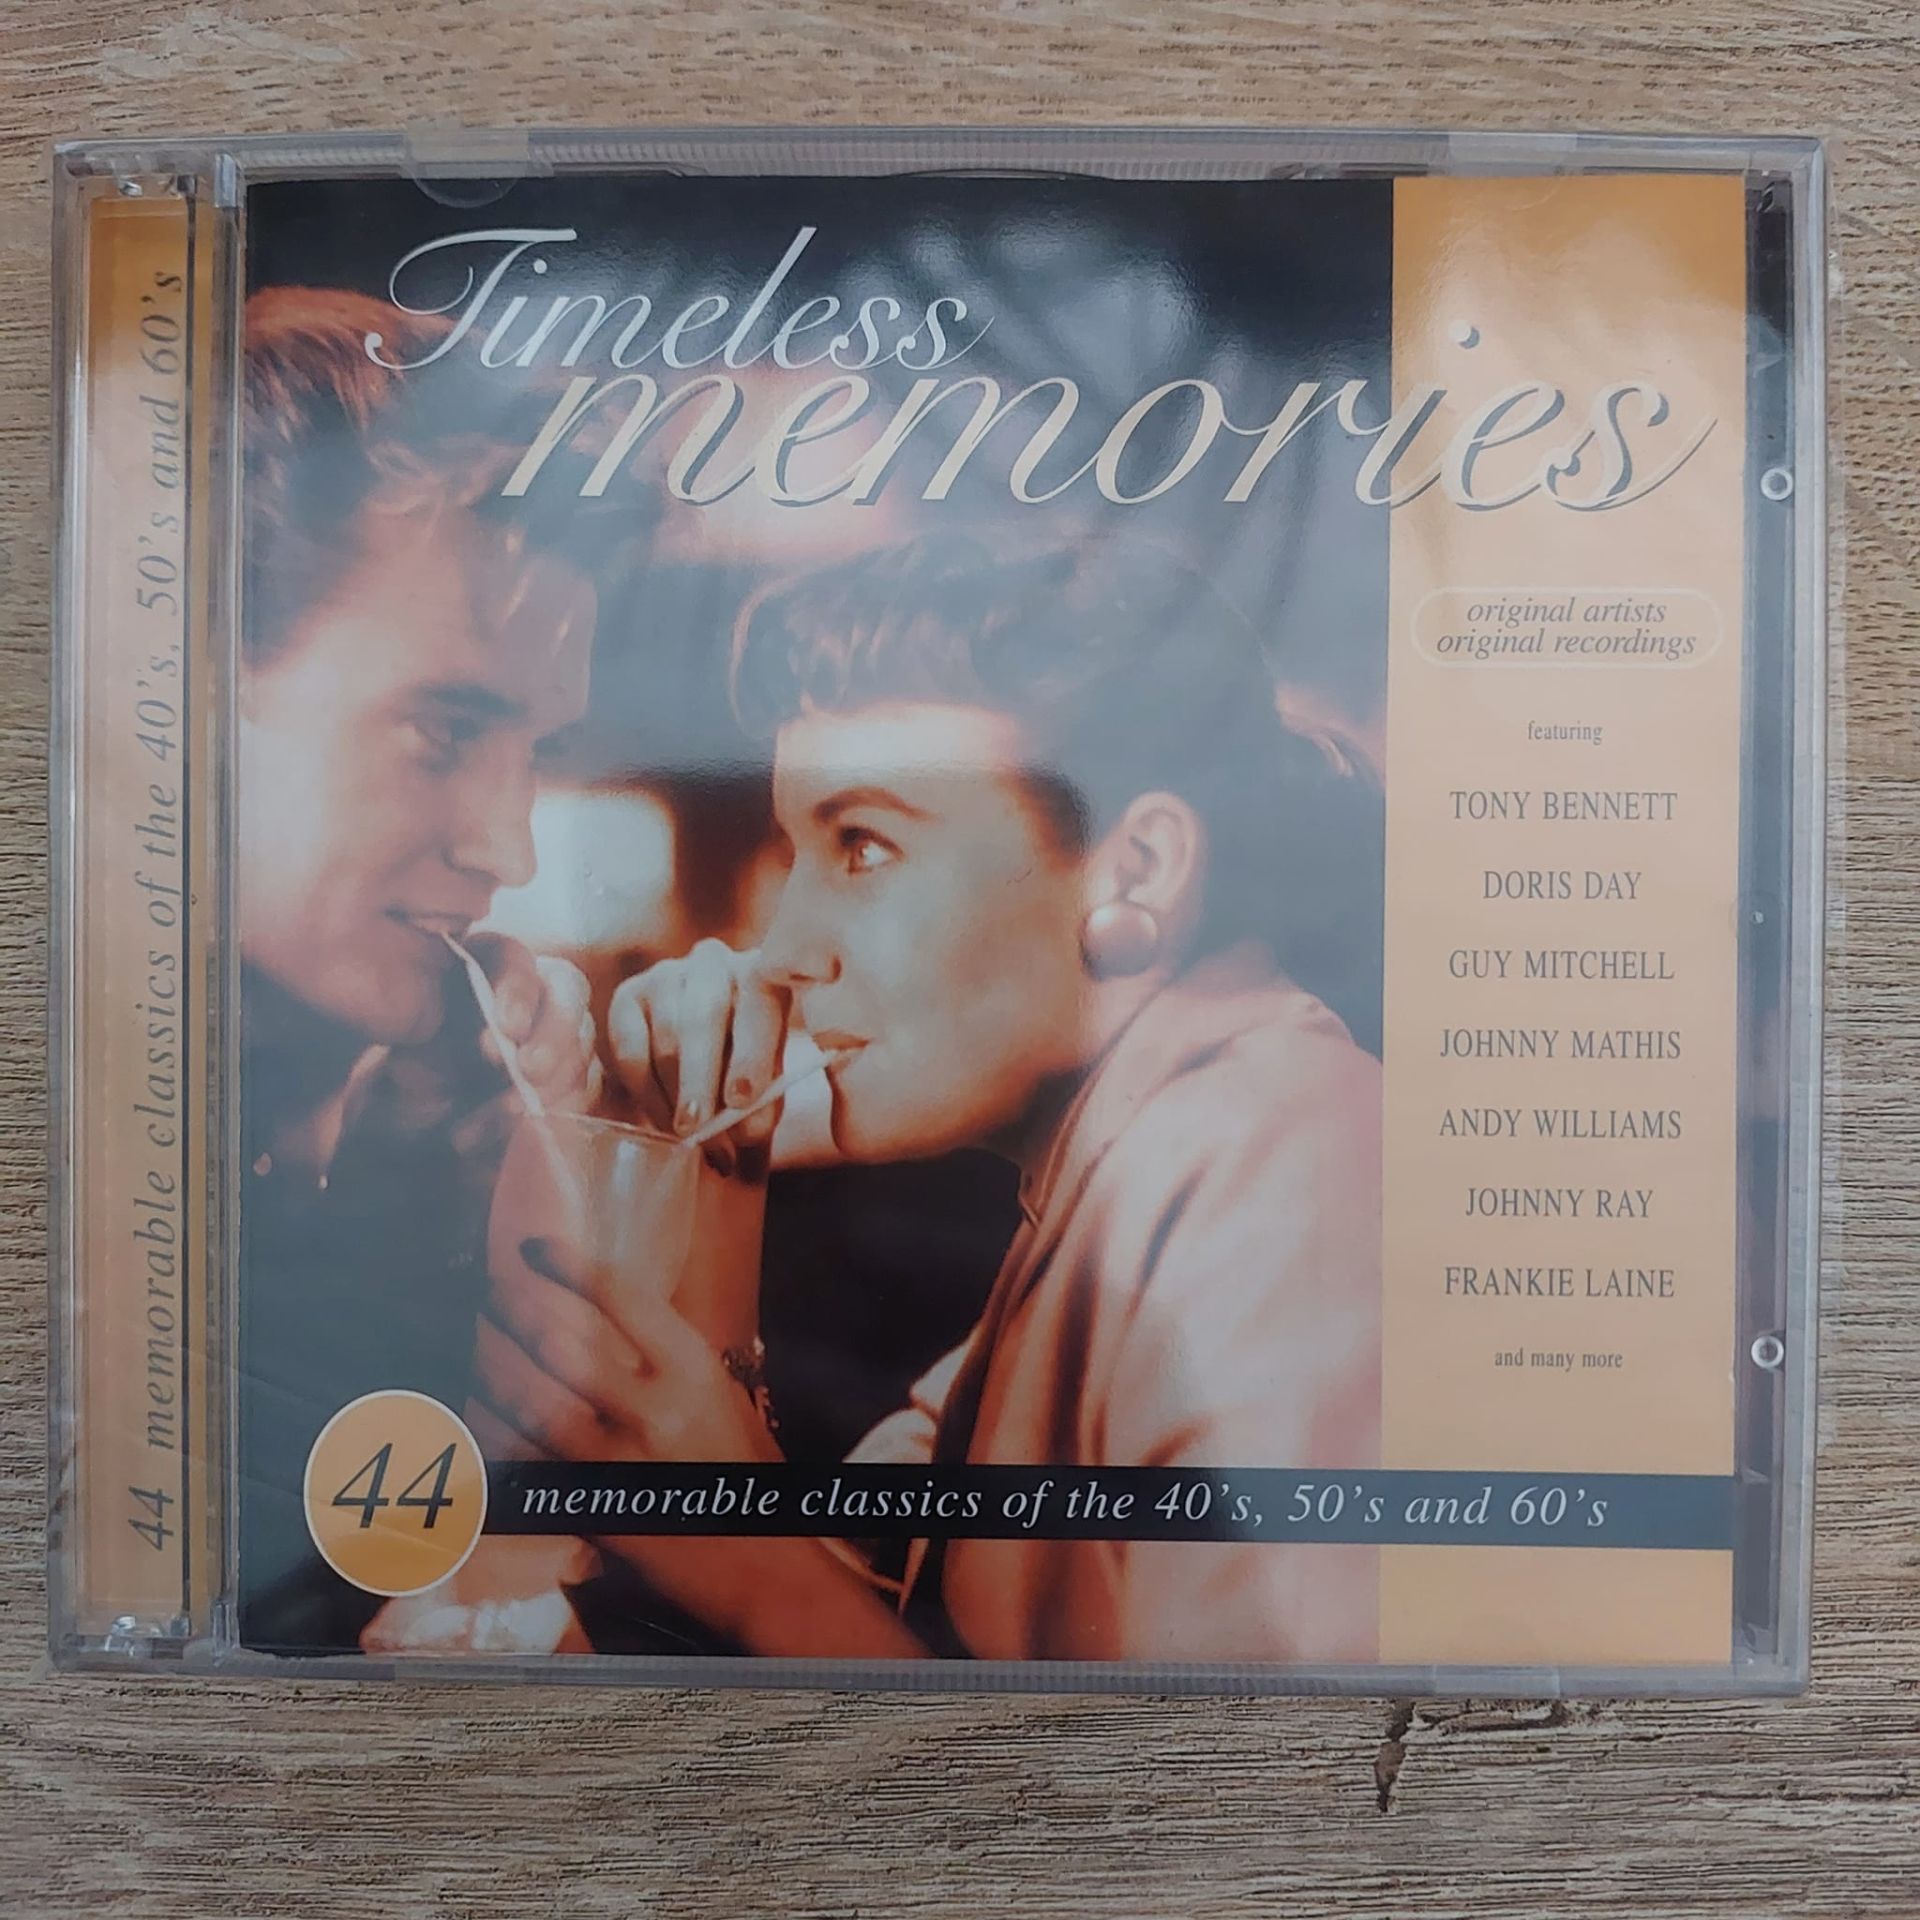 44 memorable classics of the 40's, 50's and 60's
Timeless
memories
original artists
original recordings
featuring
TONY BENNETT
DORIS DAY
GUY MITCHELL
JOHNNY MATHIS
ANDY WILLIAMS
JOHNNY RAY
FRANKIE LAINE
and many more
44 memorable classics of the 40's, 50's and 60's